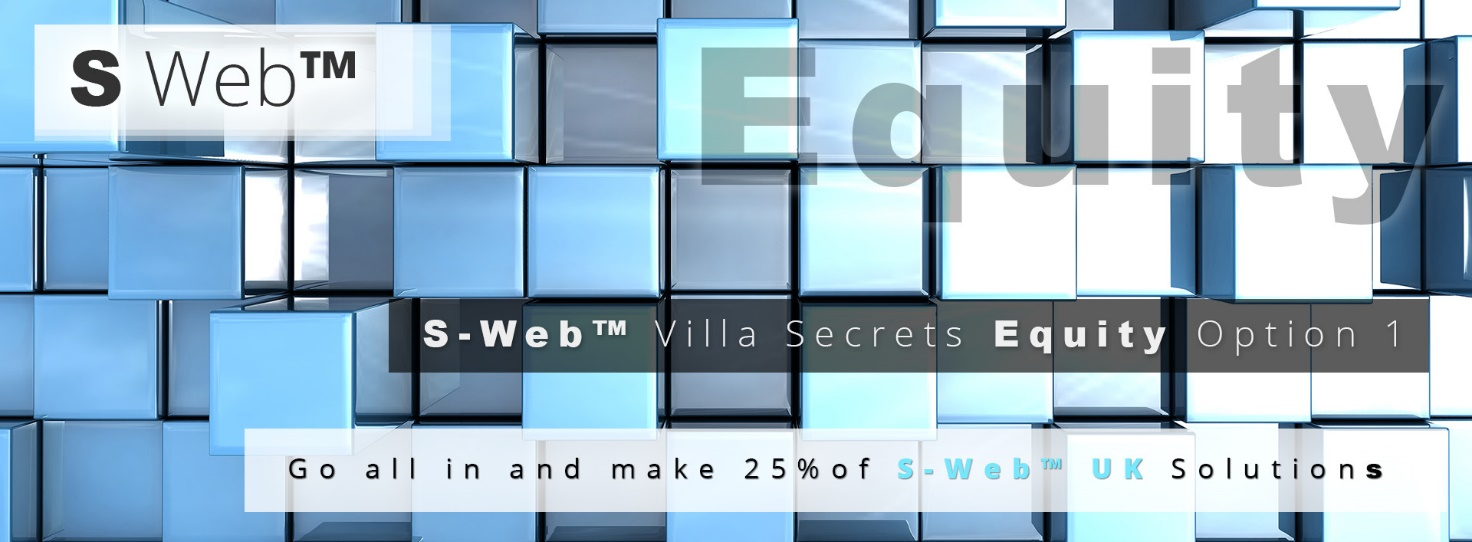 S Web™
Equity
S-Web™ Villa Secrets Equity Option 1
Go all in and make 25%of S-Web™ UK Solutions